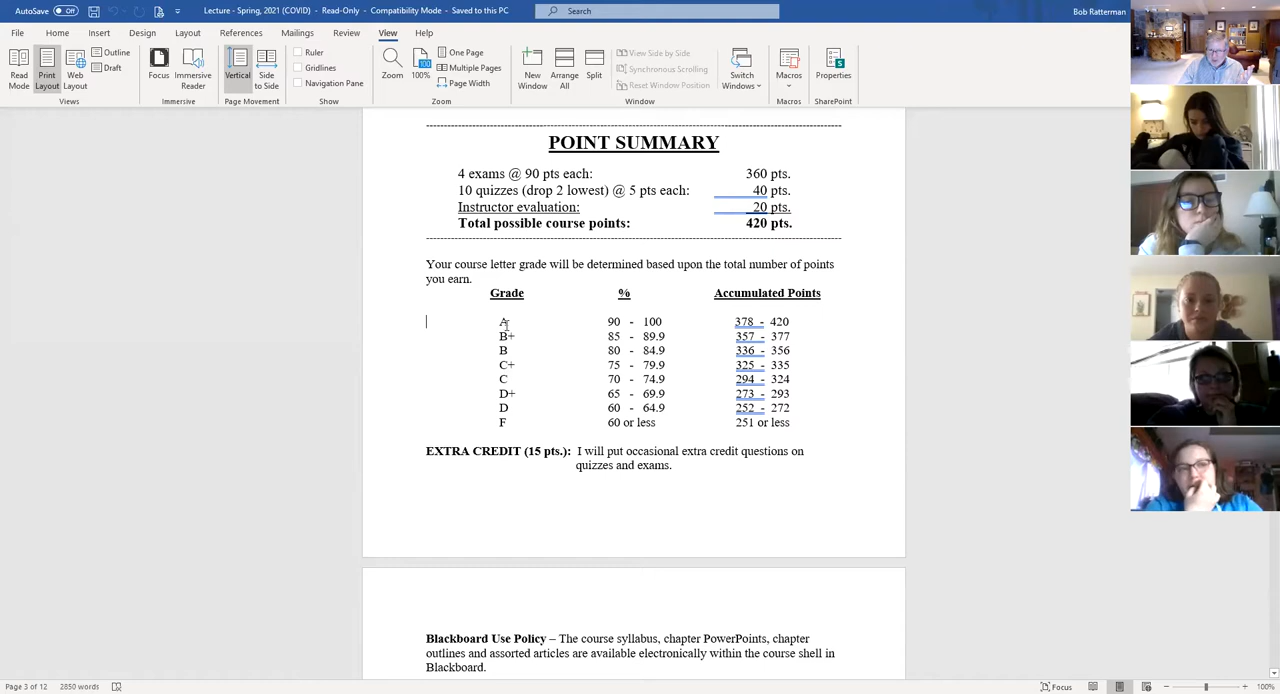 AutoSave Off Lecture - Spring, 2021 (COVID) - Read-Only - Compatibility Mode - Saved to this PC Search Bob Ratterman
File Home Insert Design Layout References Mailings Review View Help
Read Mode Print Layout Web Layout Outline Draft Focus Immersive Reader Vertical Side to Side Ruler Gridlines Navigation Pane Zoom 100 100% One Page Multiple Pages Page Width New Window Arrange All Split View Side by Side Synchronous Scrolling Reset Window Position Switch Windows Macros Properties
Views Immersive Page Movement Show Zoom Window Macros SharePoint
POINT SUMMARY
4 exams @ 90 pts each: 360 pts.
10 quizzes (drop 2 lowest) @ 5 pts each: 40 pts.
Instructor evaluation: 20 pts.
Total possible course points: 420 pts.
Your course letter grade will be determined based upon the total number of points
you earn.
Grade % Accumulated Points
A 90 - 100 378 - 420
B+ 85 - 89.9 357 - 377
B 80 - 84.9 336 - 356
C+ 75 - 79.9 325 - 335
C 70 - 74.9 294 - 324
D+ 65 - 69.9 273 - 293
D 60 - 64.9 252 - 272
F 60 or less 251 or less
EXTRA CREDIT (15 pts.): I will put occasional extra credit questions on
quizzes and exams.
Blackboard Use Policy – The course syllabus, chapter PowerPoints, chapter
outlines and assorted articles are available electronically within the course shell in
Blackboard.
Page 3 of 12 2850 words Focus 100%